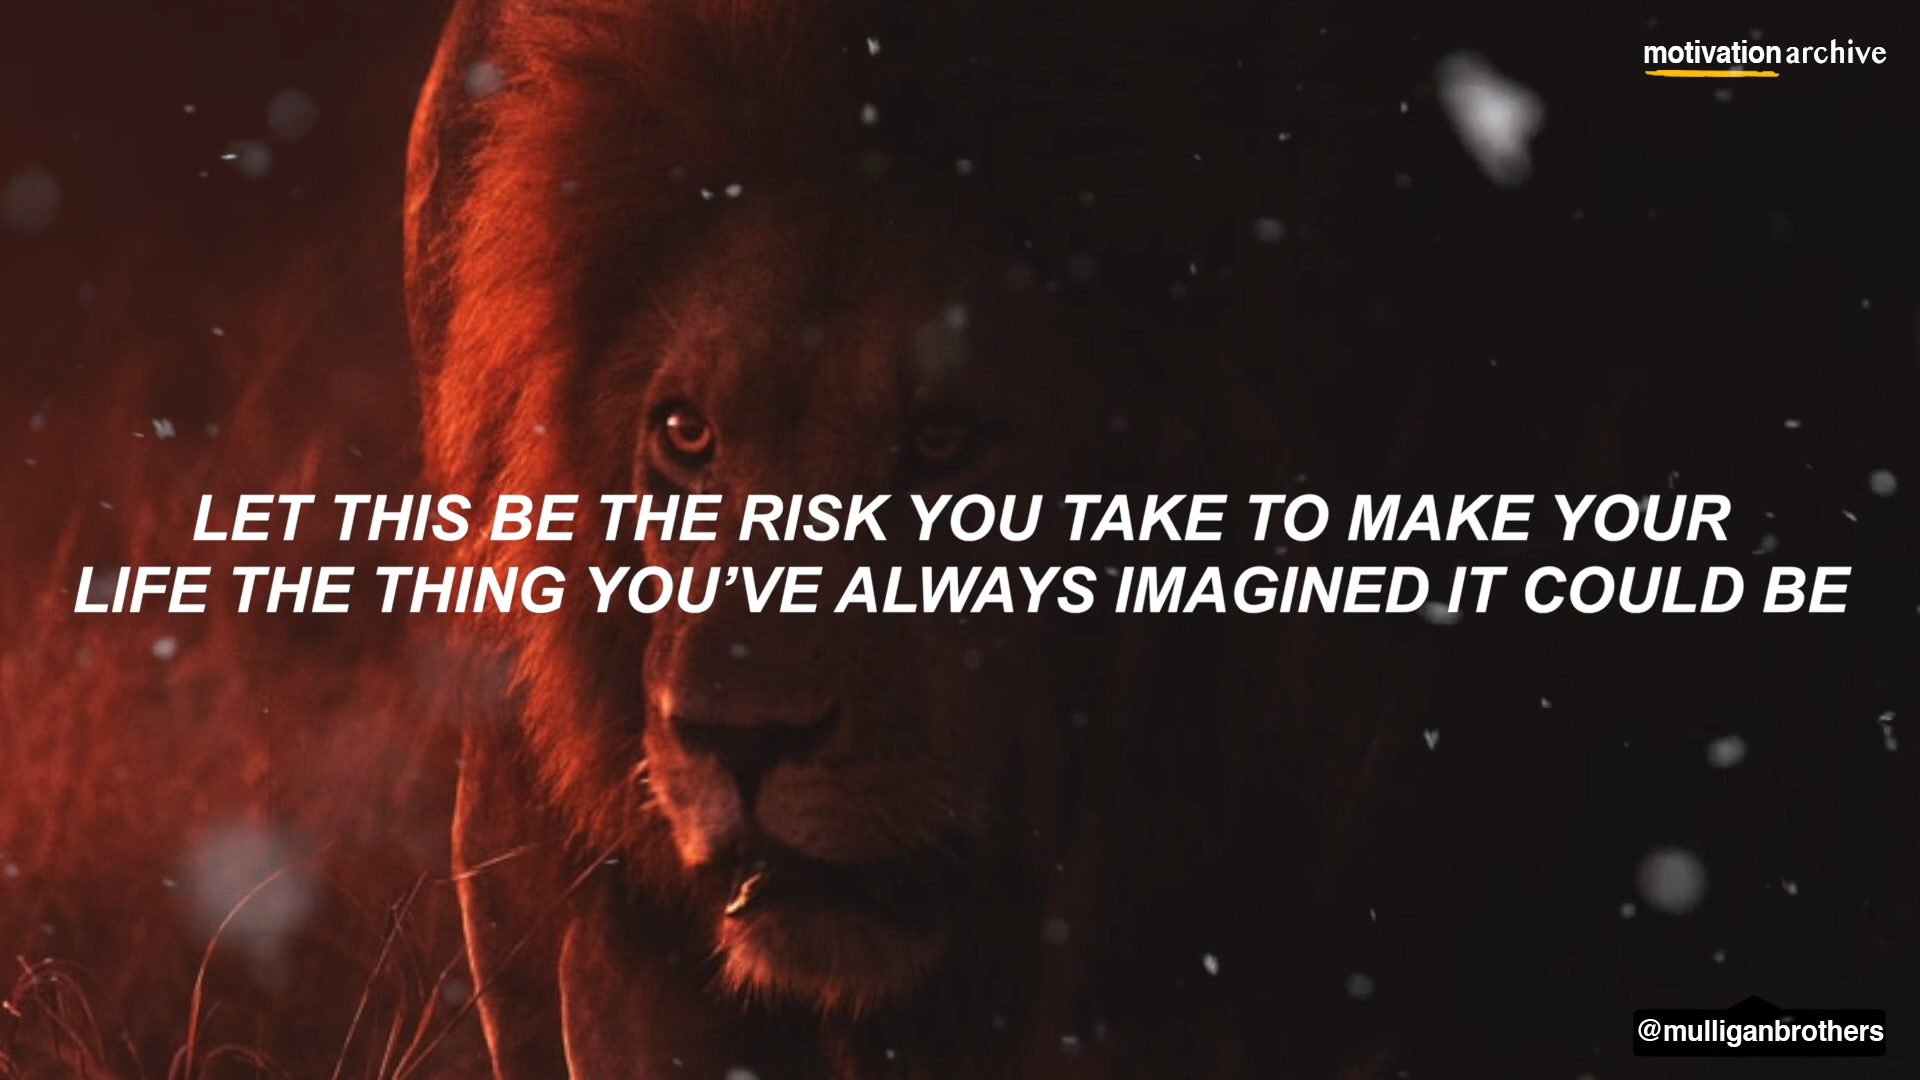 motivation archive
LET THIS BE THE RISK YOU TAKE TO MAKE YOUR
LIFE THE THING YOU’VE ALWAYS IMAGINED IT COULD BE
@mulliganbrothers